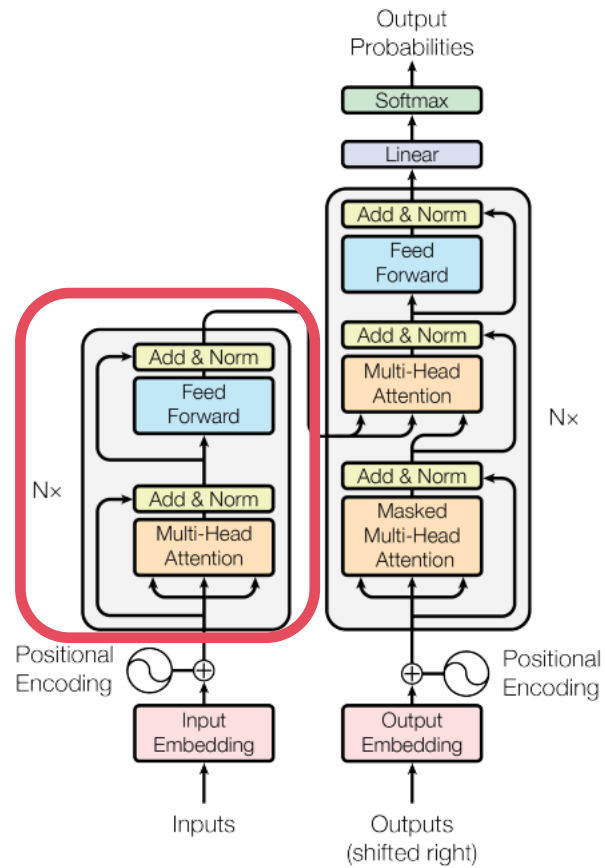 Output
Probabilities
Softmax
Linear
Add & Norm
Feed
Forward
Add & Norm
Multi-Head
Attention
Nx
Add & Norm
Masked
Multi-Head
Attention
Add & Norm
Feed
Forward
Nx
Add & Norm
Multi-Head
Attention
Positional
Encoding
Positional
Encoding
Input
Embedding
Output
Embedding
Inputs
Outputs
(shifted right)